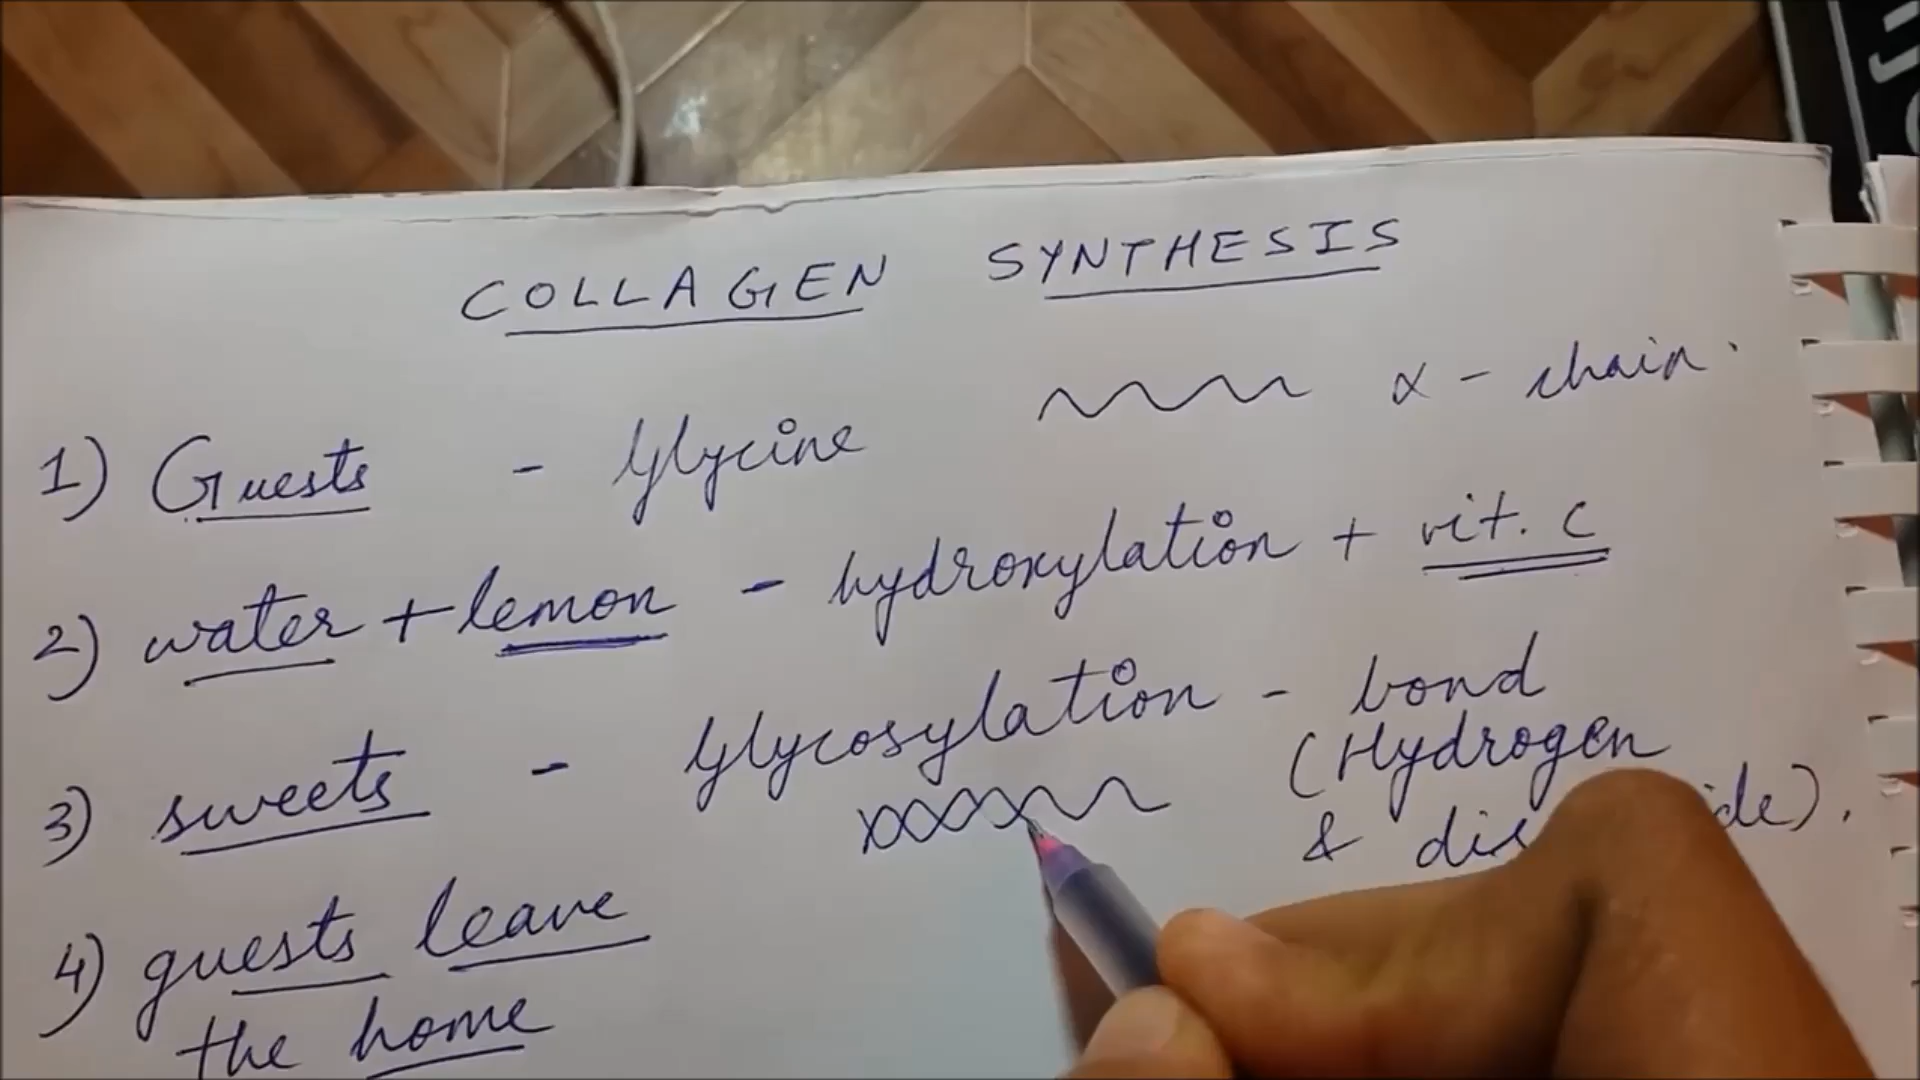 COLLAGEN SYNTHESIS
1) Guests - Glycine α - chain.
2) water + lemon - hydroxylation + vit. C
3) sweets - Glycosylation - bond
(Hydrogen
&
4) guests leave
the home